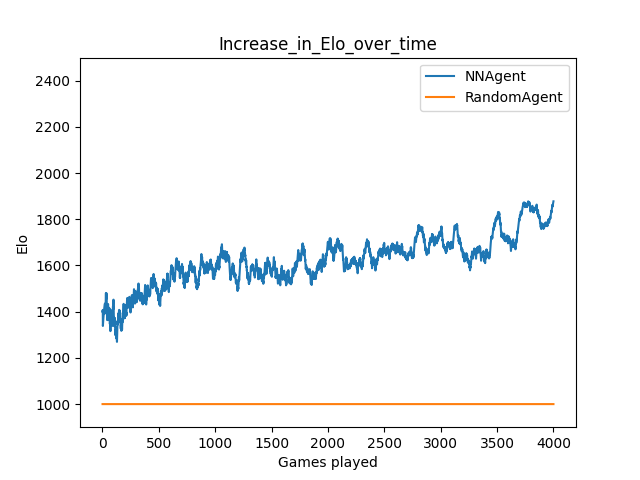 Increase_in_Elo_over_time
NNAgent
RandomAgent
2400
2200
2000
1800
1600
1400
1200
1000
Elo
0 500 1000 1500 2000 2500 3000 3500 4000
Games played